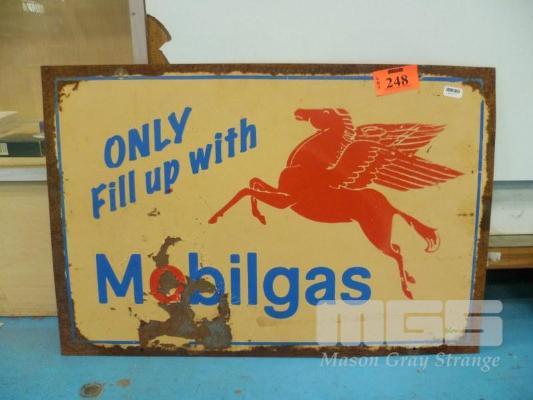 248
ONLY
Fill up with
Mobilgas
MGS
Mason Gray Strange